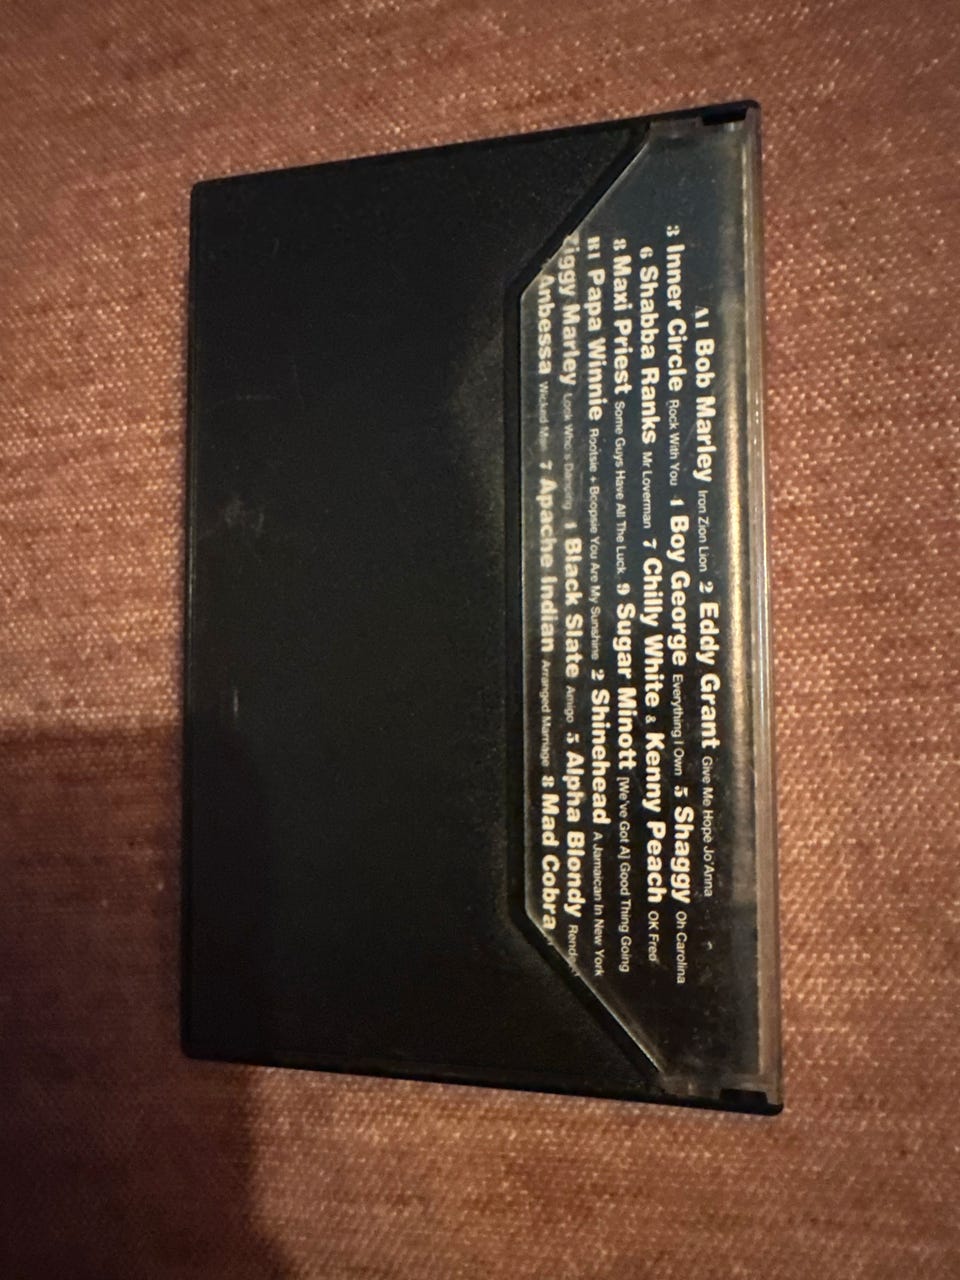 A1 Bob Marley Iron Zion Lion 2 Eddy Grant Give Me Hope Jo'Anna
3 Inner Circle Rock With You 4 Boy George Everything I Own 5 Shaggy Oh Carolina
6 Shabba Ranks Mr Loverman 7 Chilly White & Kenny Peach OK Fred
8 Maxi Priest Some Guys Have All The Luck 9 Sugar Minott [We've Got A] Good Thing Going
B1 Papa Winnie Rootsie + Boopsie You Are My Sunshine 2 Shinehead A Jamaican In New York
Ziggy Marley Look Who's Dancing 4 Black Slate Amigo 5 Alpha Blondy
Anbessa Wicked 7 Apache Indian Arranged Marriage 8 Mad Cobra